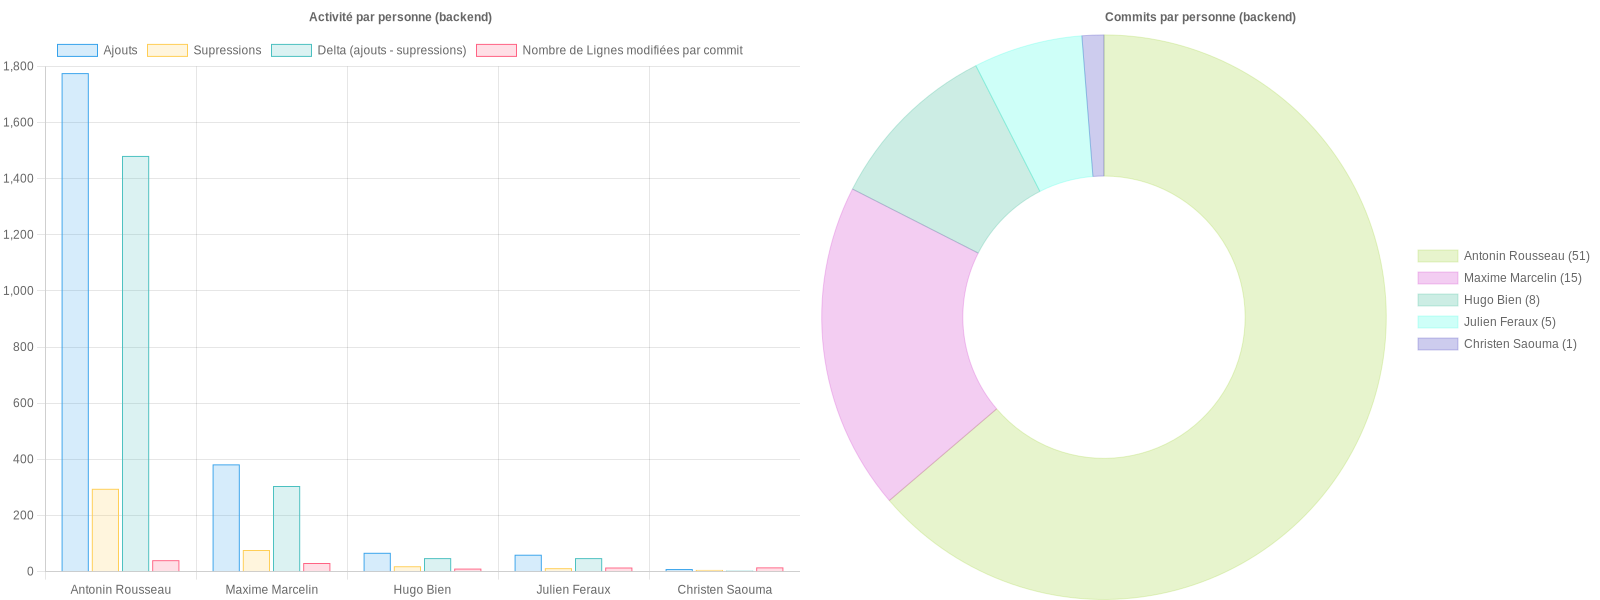 Activité par personne (backend)
Ajouts Supressions Delta (ajouts - supressions) Nombre de Lignes modifiées par commit
1,800
1,600
1,400
1,200
1,000
800
600
400
200
0
Antonin Rousseau Maxime Marcelin Hugo Bien Julien Feraux Christen Saouma
Commits par personne (backend)
Antonin Rousseau (51)
Maxime Marcelin (15)
Hugo Bien (8)
Julien Feraux (5)
Christen Saouma (1)